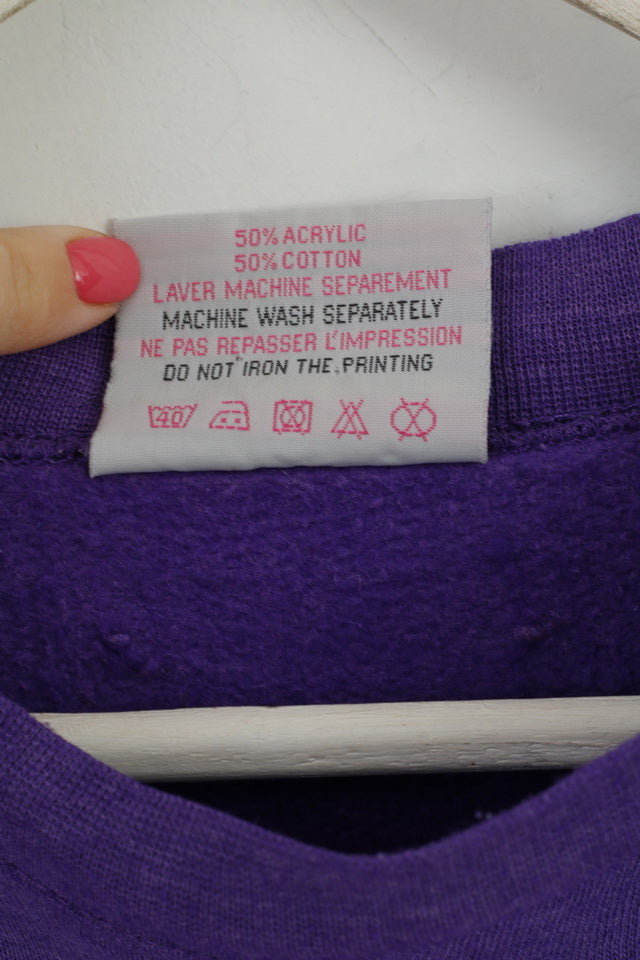 50% ACRYLIC
50% COTTON
LAVER MACHINE SEPAREMENT
MACHINE WASH SEPARATELY
NE PAS REPASSER L'IMPRESSION
DO NOT IRON THE PRINTING
40